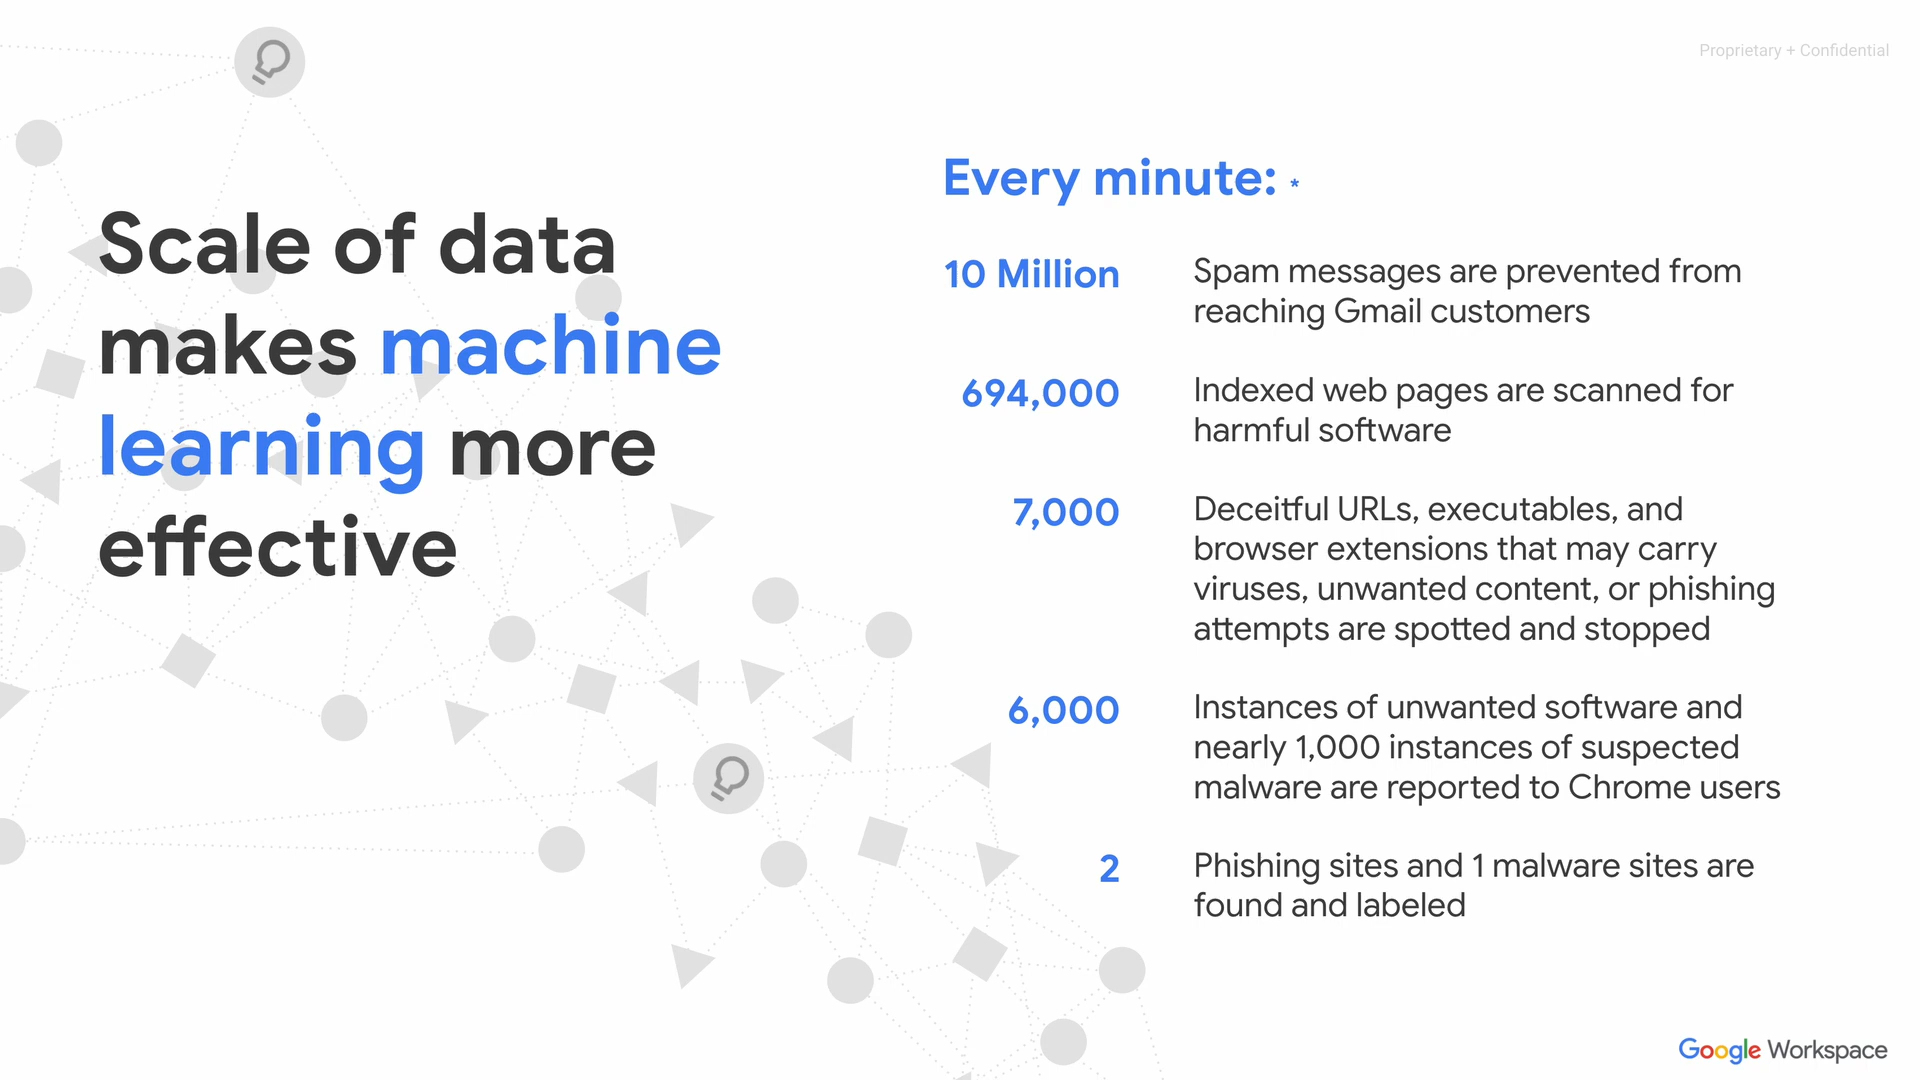 Proprietary + Confidential
Scale of data
makes machine
learning more
effective
Every minute: *
10 Million
Spam messages are prevented from
reaching Gmail customers
694,000
Indexed web pages are scanned for
harmful software
7,000
Deceitful URLs, executables, and
browser extensions that may carry
viruses, unwanted content, or phishing
attempts are spotted and stopped
6,000
Instances of unwanted software and
nearly 1,000 instances of suspected
malware are reported to Chrome users
2
Phishing sites and 1 malware sites are
found and labeled
Google Workspace